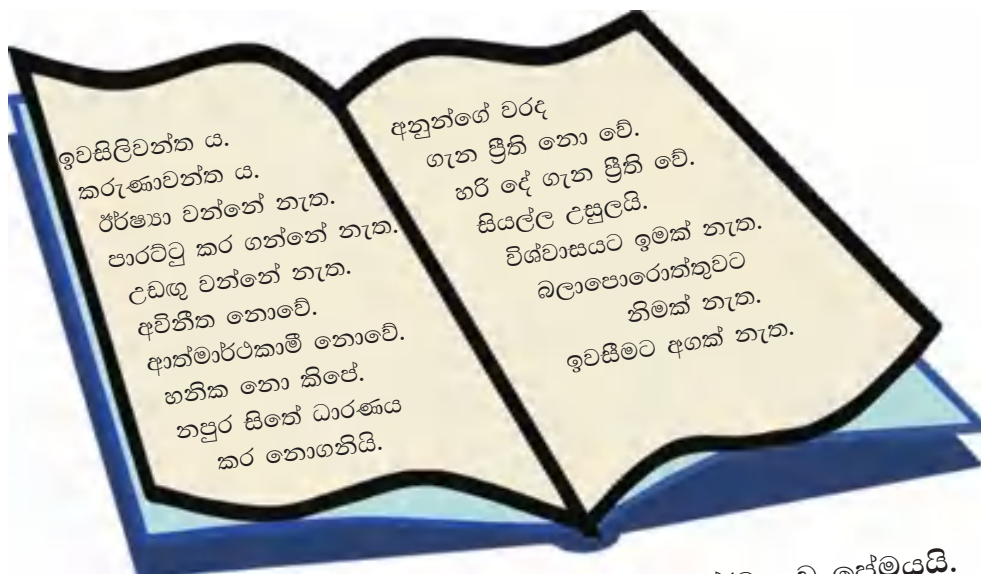 ඉවසිලිවන්ත ය.
කරුණාවන්ත ය.
ඊර්ෂ්‍යා වන්නේ නැත.
පාරට්ටු කර ගන්නේ නැත.
උඩඟු වන්නේ නැත.
අවිනීත නොවේ.
ආත්මාර්ථකාමී නොවේ.
හනික නො කිපේ.
නපුර සිතේ ධාරණය
කර නොගනියි.
අනුන්ගේ වරද
ගැන ප්‍රීති නො වේ.
හරි දේ ගැන ප්‍රීති වේ.
සියල්ල උසුලයි.
විශ්වාසයට ඉමක් නැත.
බලාපොරොත්තුවට
නිමක් නැත.
ඉවසීමට අගක් නැත.
ප්‍රේමයයි.